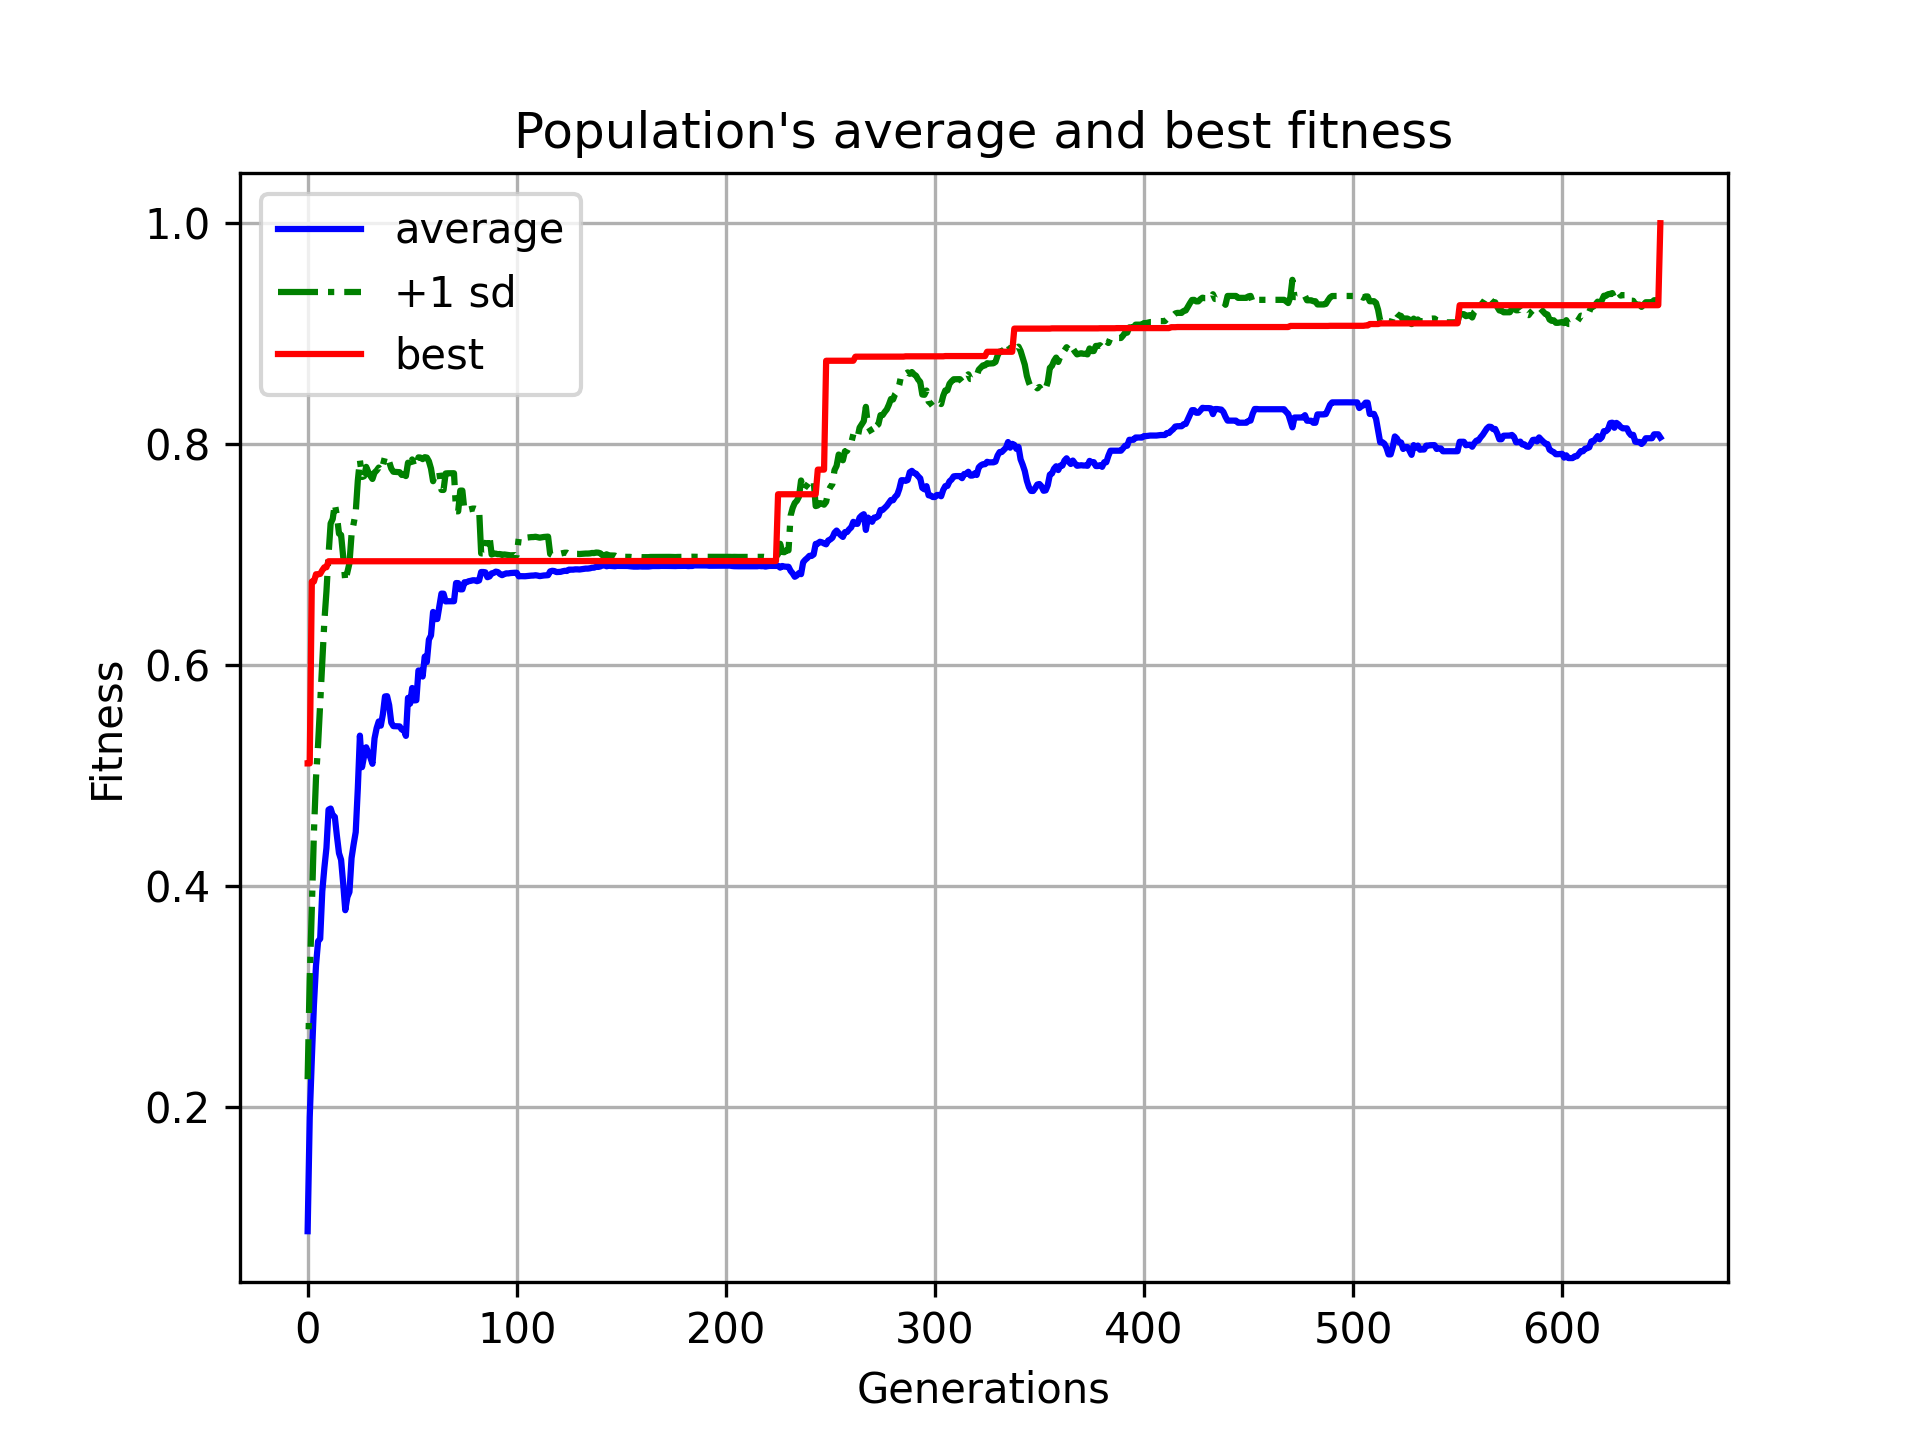 Population's average and best fitness
average
+1 sd
best
1.0
0.8
0.6
0.4
0.2
Fitness
0 100 200 300 400 500 600
Generations